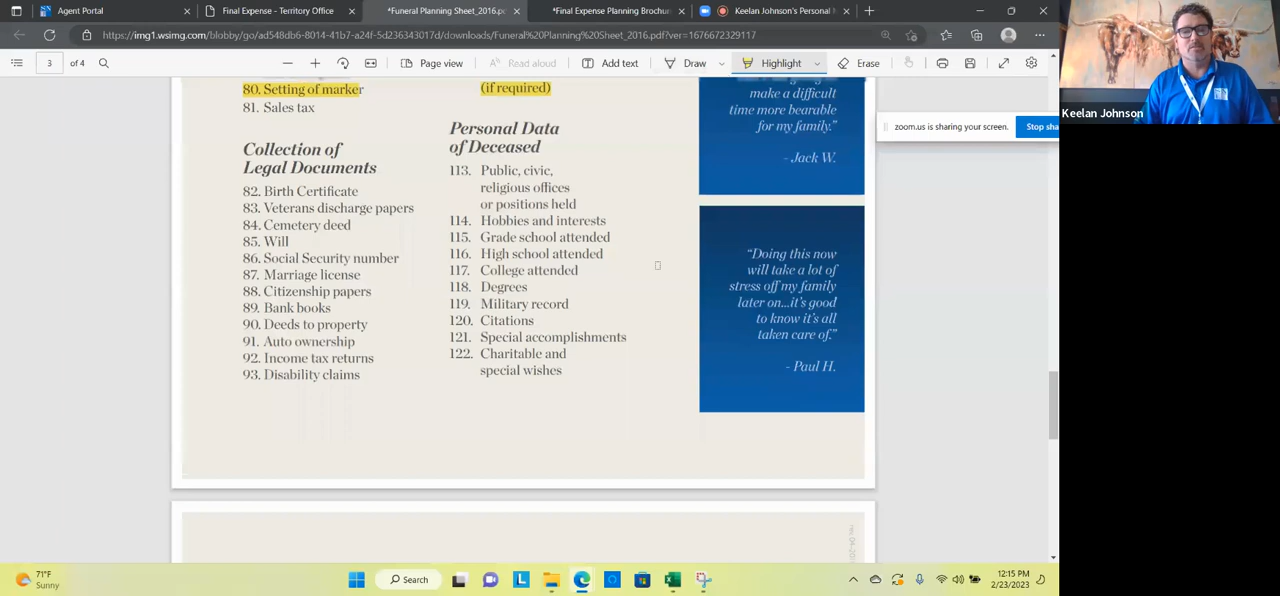 Agent Portal
Final Expense - Territory Office
*Funeral Planning Sheet_2016.pd
*Final Expense Planning Brochur
Keelan Johnson's Personal M
https://img1.wsimg.com/blobby/go/ad548db6-8014-41b7-a24f-5d236343017d/downloads/Funeral%20Planning%20Sheet_2016.pdf?ver=1676672329117
3 of 4
Page view
Read aloud
Add text
Draw
Highlight
Erase
80. Setting of marker
81. Sales tax
Collection of
Legal Documents
82. Birth Certificate
83. Veterans discharge papers
84. Cemetery deed
85. Will
86. Social Security number
87. Marriage license
88. Citizenship papers
89. Bank books
90. Deeds to property
91. Auto ownership
92. Income tax returns
93. Disability claims
(if required)
Personal Data
of Deceased
113. Public, civic,
religious offices
or positions held
114. Hobbies and interests
115. Grade school attended
116. High school attended
117. College attended
118. Degrees
119. Military record
120. Citations
121. Special accomplishments
122. Charitable and
special wishes
make a difficult
time more bearable
for my family."
- Jack W.
"Doing this now
will take a lot of
stress off my family
later on...it's good
to know it's all
taken care of."
- Paul H.
zoom.us is sharing your screen.
Stop sha
Keelan Johnson
71°F
Sunny
Search
12:15 PM
2/23/2023